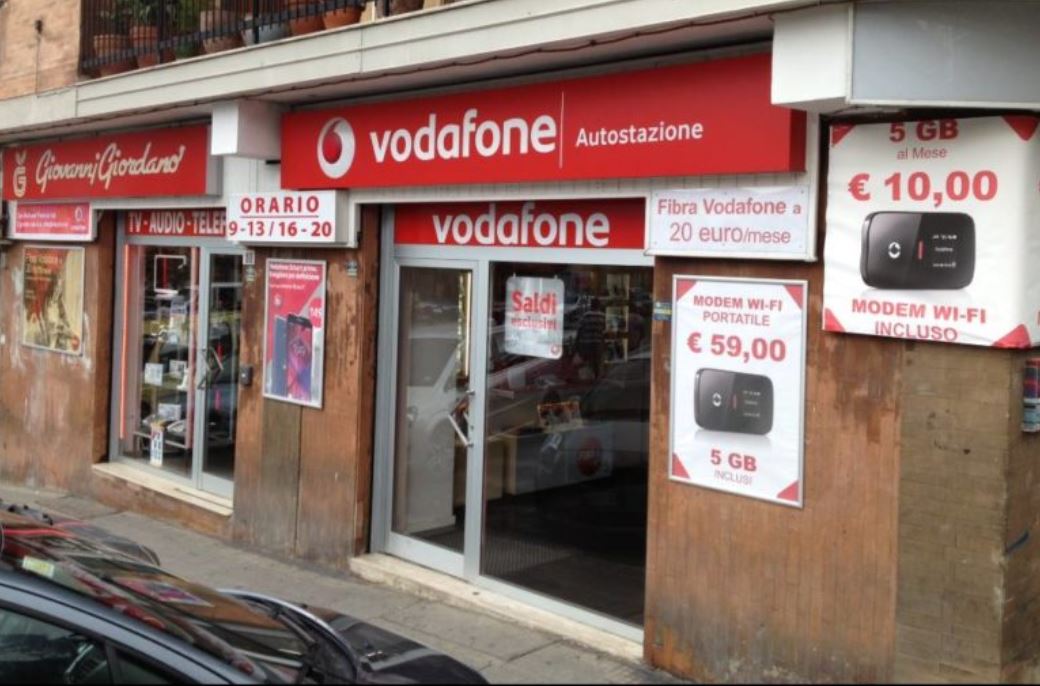 Giovanni Giordano
TV - AUDIO - TELEF
ORARIO
9-13 / 16 - 20
vodafone Autostazione
vodafone
Saldi
esclusivi
149
Fibra Vodafone a
20 euro/mese
MODEM WI-FI
PORTATILE
€ 59,00
5 GB
INCLUSI
5 GB
al Mese
€ 10,00
MODEM WI-FI
INCLUSO